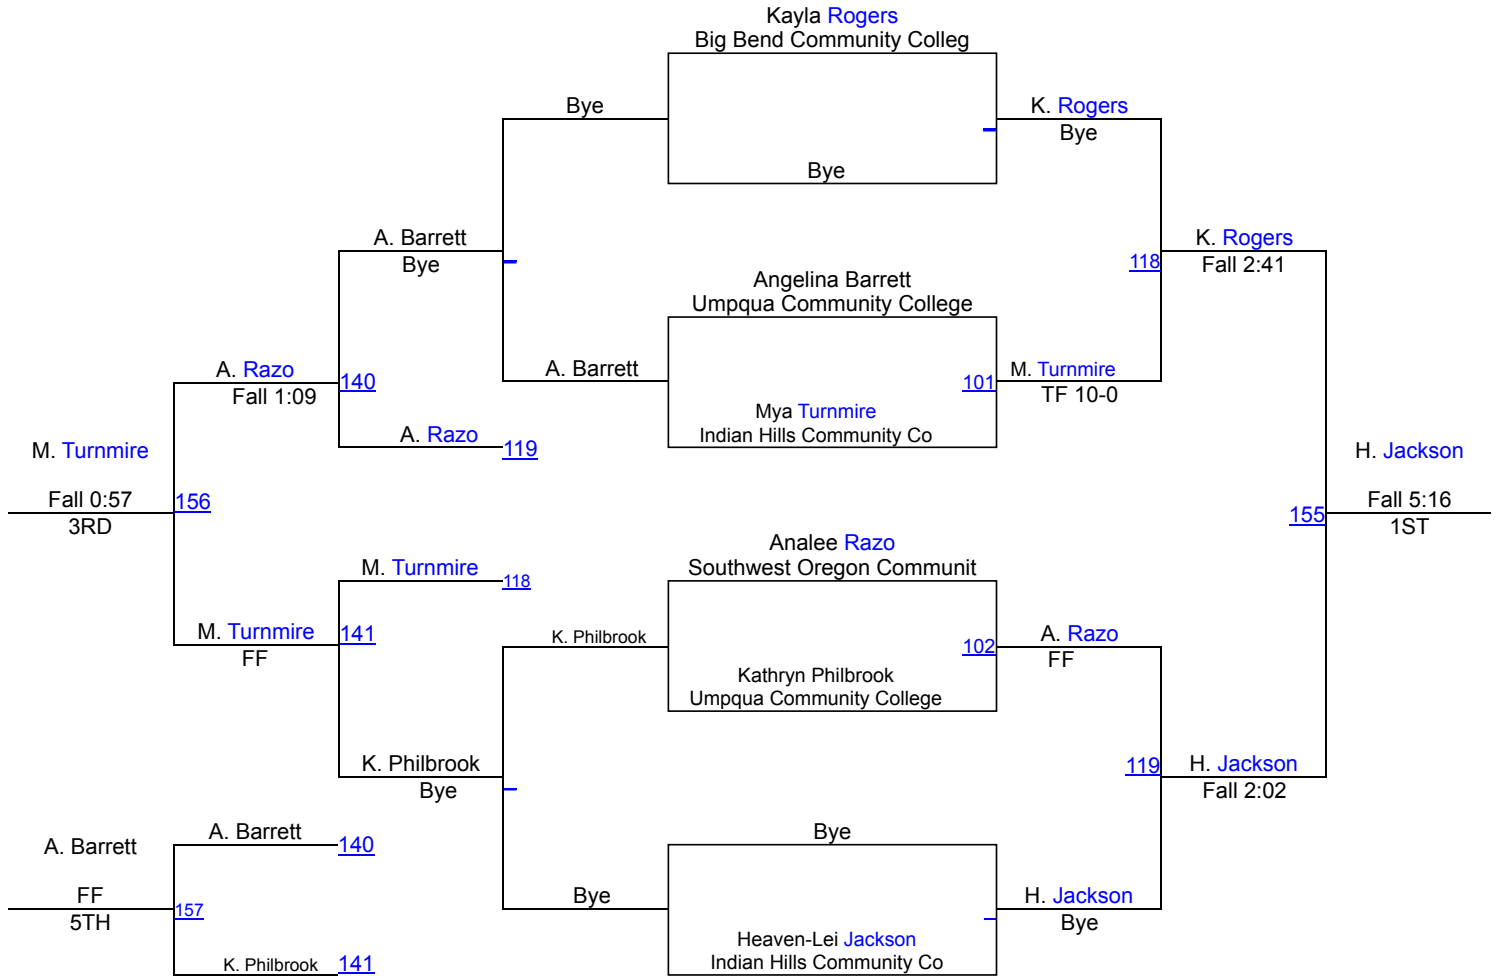 Kayla Rogers
Big Bend Community Colleg
Bye
K. Rogers
Bye
Bye
A. Barrett
Bye
K. Rogers
118
Fall 2:41
Angelina Barrett
Umpqua Community College
A. Razo
Fall 1:09
140
A. Barrett
101
M. Turnmire
TF 10-0
Mya Turnmire
Indian Hills Community Co
A. Razo
119
M. Turnmire
Fall 0:57
3RD
156
H. Jackson
Fall 5:16
1ST
155
Analee Razo
Southwest Oregon Communit
M. Turnmire
118
M. Turnmire
FF
141
K. Philbrook
102
A. Razo
FF
Kathryn Philbrook
Umpqua Community College
K. Philbrook
Bye
119
H. Jackson
Fall 2:02
A. Barrett
FF
5TH
A. Barrett
140
157
K. Philbrook
141
Bye
Bye
H. Jackson
Bye
Heaven-Lei Jackson
Indian Hills Community Co